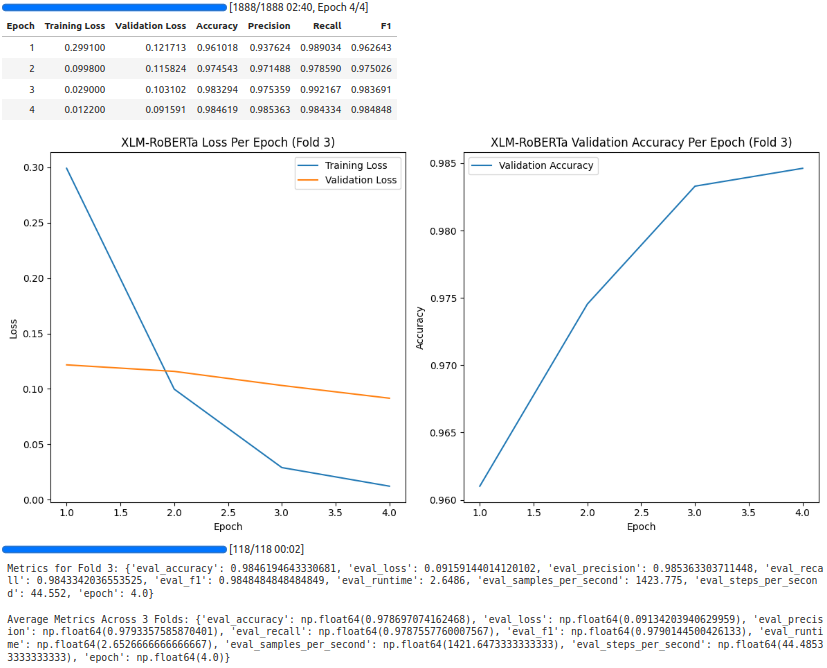 [1888/1888 02:40, Epoch 4/4]
Epoch Training Loss Validation Loss Accuracy Precision Recall F1
1 0.299100 0.121713 0.961018 0.937624 0.989034 0.962643
2 0.099800 0.115824 0.974543 0.971488 0.978590 0.975026
3 0.029000 0.103102 0.983294 0.975359 0.992167 0.983691
4 0.012200 0.091591 0.984619 0.985363 0.984334 0.984848
XLM-RoBERTa Loss Per Epoch (Fold 3)
Training Loss
Validation Loss
0.30
0.25
0.20
0.15
0.10
0.05
0.00
Loss
1.0 1.5 2.0 2.5 3.0 3.5 4.0
Epoch
XLM-RoBERTa Validation Accuracy Per Epoch (Fold 3)
Validation Accuracy
0.985
0.980
0.975
0.970
0.965
0.960
Accuracy
1.0 1.5 2.0 2.5 3.0 3.5 4.0
Epoch
[118/118 00:02]
Metrics for Fold 3: {'eval_accuracy': 0.9846194643330681, 'eval_loss': 0.09159144014120102, 'eval_precision': 0.985363303711448, 'eval_reca
ll': 0.9843342036553525, 'eval_f1': 0.9848484848484849, 'eval_runtime': 2.6486, 'eval_samples_per_second': 1423.775, 'eval_steps_per_secon
d': 44.552, 'epoch': 4.0}
Average Metrics Across 3 Folds: {'eval_accuracy': np.float64(0.978697074162468), 'eval_loss': np.float64(0.09134203940629959), 'eval_precis
ion': np.float64(0.9793357585870401), 'eval_recall': np.float64(0.9787557760007567), 'eval_f1': np.float64(0.9790144500426133), 'eval_runti
me': np.float64(2.6526666666666667), 'eval_samples_per_second': np.float64(1421.6473333333333), 'eval_steps_per_second': np.float64(44.4853
3333333333), 'epoch': np.float64(4.0)}